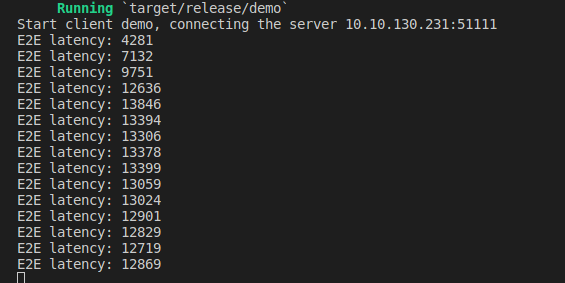 Running `target/release/demo`
Start client demo, connecting the server 10.10.130.231:51111
E2E latency: 4281
E2E latency: 7132
E2E latency: 9751
E2E latency: 12636
E2E latency: 13846
E2E latency: 13394
E2E latency: 13306
E2E latency: 13378
E2E latency: 13399
E2E latency: 13059
E2E latency: 13024
E2E latency: 12901
E2E latency: 12829
E2E latency: 12719
E2E latency: 12869